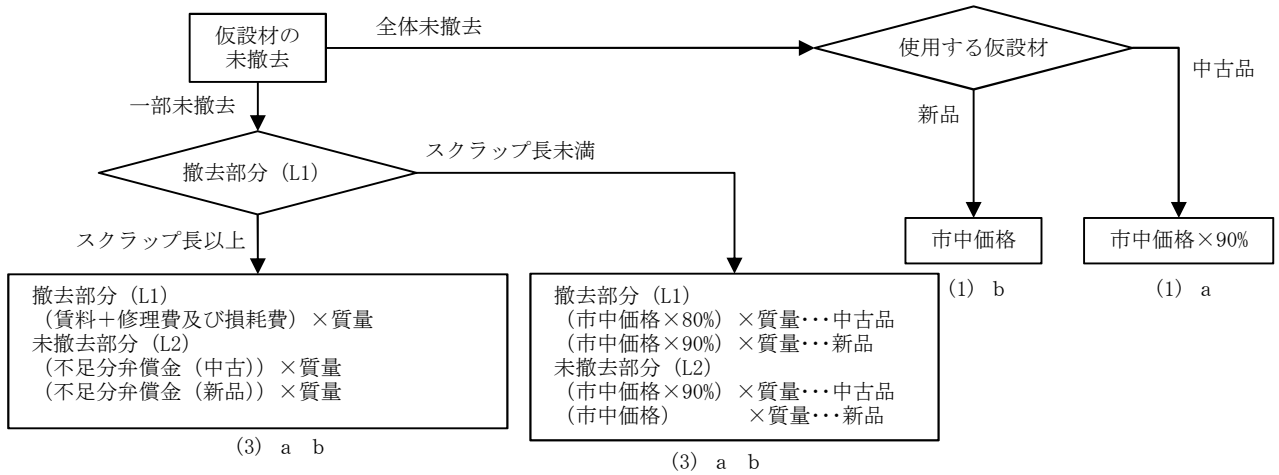 仮設材の
未撤去
全体未撤去
使用する仮設材
中古品
新品
一部未撤去
撤去部分（L1）
スクラップ長未満
スクラップ長以上
市中価格
(1) b
市中価格×90%
(1) a
撤去部分（L1）
（賃料＋修理費及び損耗費）×質量
未撤去部分（L2）
（不足分弁償金（中古））×質量
（不足分弁償金（新品））×質量
(3) a b
撤去部分（L1）
（市中価格×80%）×質量･･･中古品
（市中価格×90%）×質量･･･新品
未撤去部分（L2）
（市中価格×90%）×質量･･･中古品
（市中価格） ×質量･･･新品
(3) a b